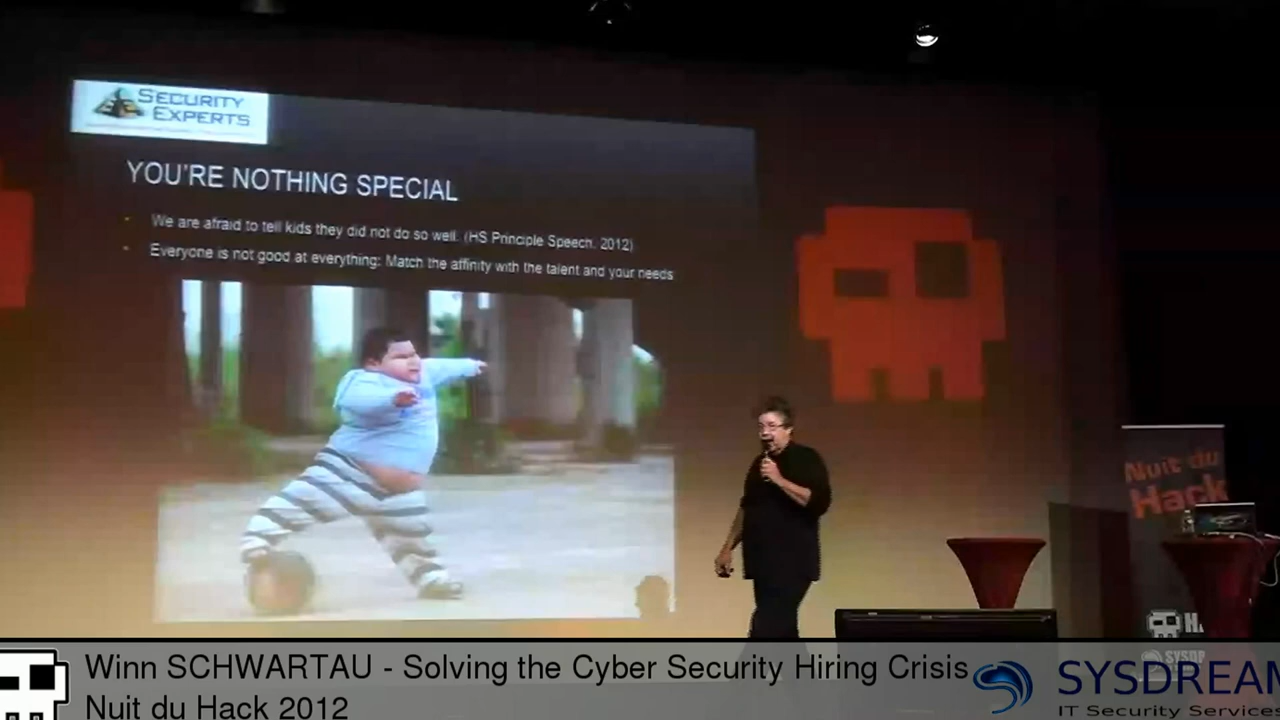 SECURITY
EXPERTS
YOU'RE NOTHING SPECIAL
We are afraid to tell kids they did not do so well. (HS Principle Speech. 2012)
Everyone is not good at everything: Match the affinity with the talent and your needs
Nuit du
Hack
Winn SCHWARTAU - Solving the Cyber Security Hiring Crisis
Nuit du Hack 2012
SYSDREAM
IT Security Services